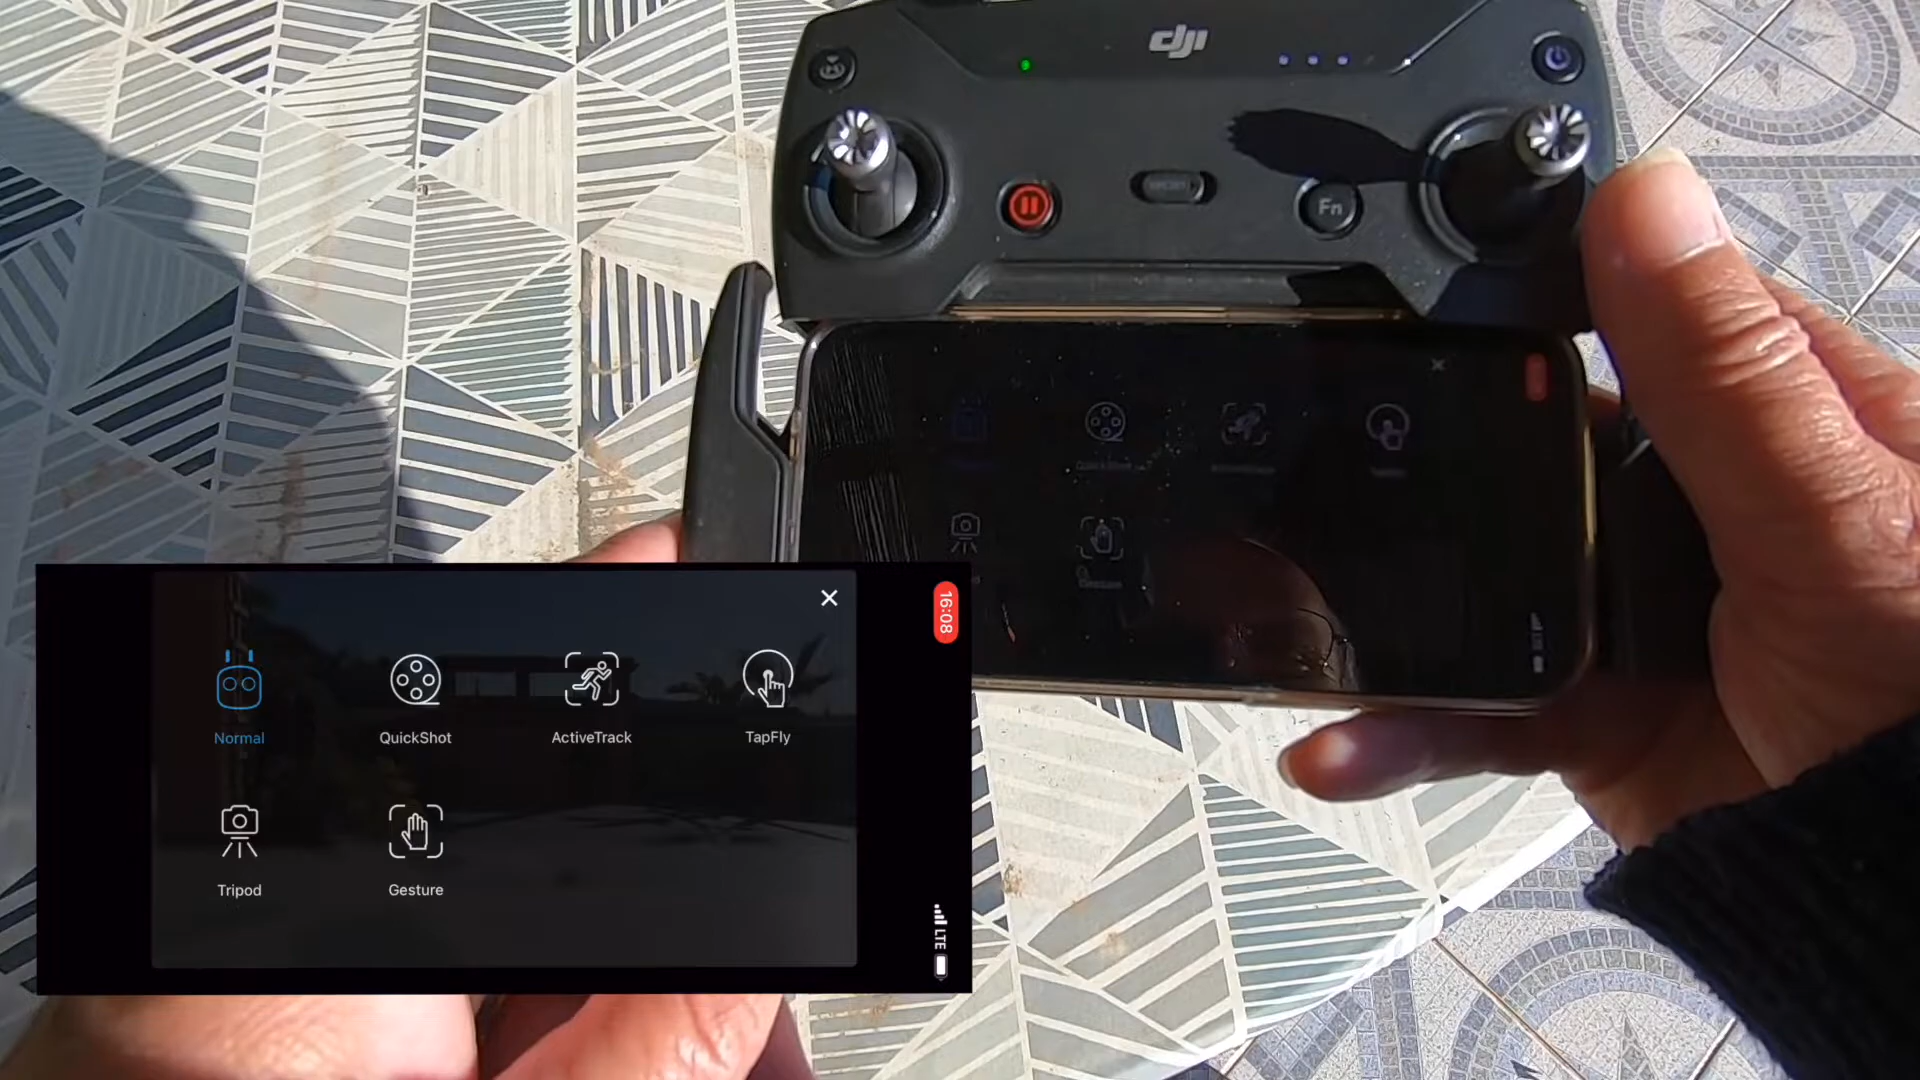 dji
Fn
16:08
Normal
QuickShot
ActiveTrack
TapFly
Tripod
Gesture
LTE